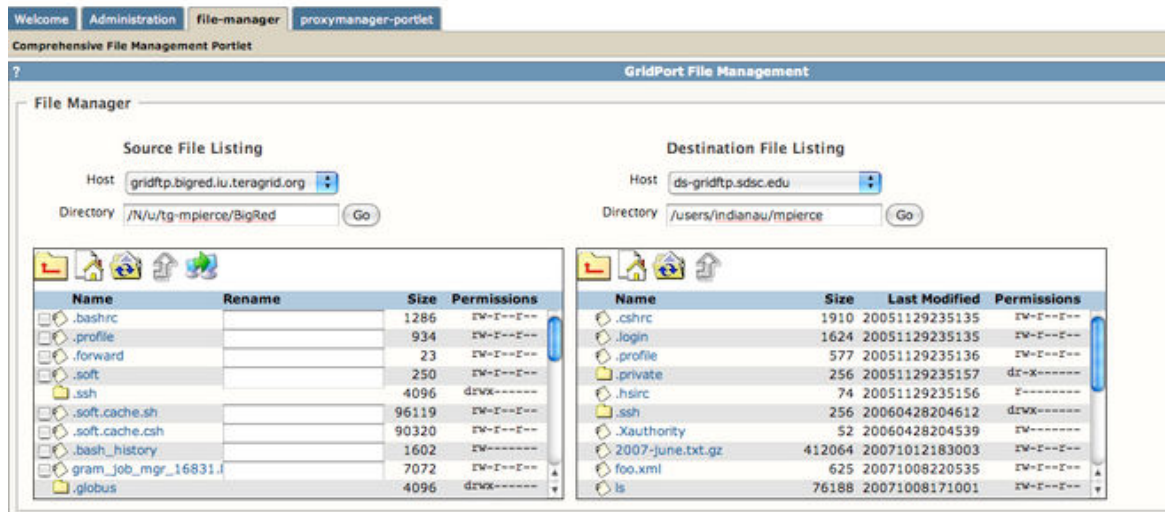 Welcome Administration file-manager proxymanager-portlet
Comprehensive File Management Portlet
? GridPort File Management
File Manager
Source File Listing
Host gridftp.bigred.iu.teragrid.org
Directory /N/u/tg-mpierce/BigRed Go
Name Rename Size Permissions
.bashrc 1286 rw-r--r--
.profile 934 rw-r--r--
.forward 23 rw-r--r--
.soft 250 rw-r--r--
.ssh 4096 drwx------
.soft.cache.sh 96119 rw-r--r--
.soft.cache.csh 90320 rw-r--r--
.bash_history 1602 rw-------
gram_job_mgr_16831.l 7072 rw-r--r--
.globus 4096 drwx------
Destination File Listing
Host ds-gridftp.sdsc.edu
Directory /users/indianau/mpierce Go
Name Size Last Modified Permissions
.cshrc 1910 20051129235135 rw-r--r--
.login 1624 20051129235135 rw-r--r--
.profile 577 20051129235136 rw-r--r--
.private 256 20051129235157 dr-x------
.hsirc 74 20051129235156 r--------
.ssh 256 20060428204612 drwx------
.Xauthority 52 20060428204539 rw-------
2007-june.txt.gz 412064 20071012183003 rw-r--r--
foo.xml 625 20071008220535 rw-r--r--
ls 76188 20071008171001 rw-r--r--